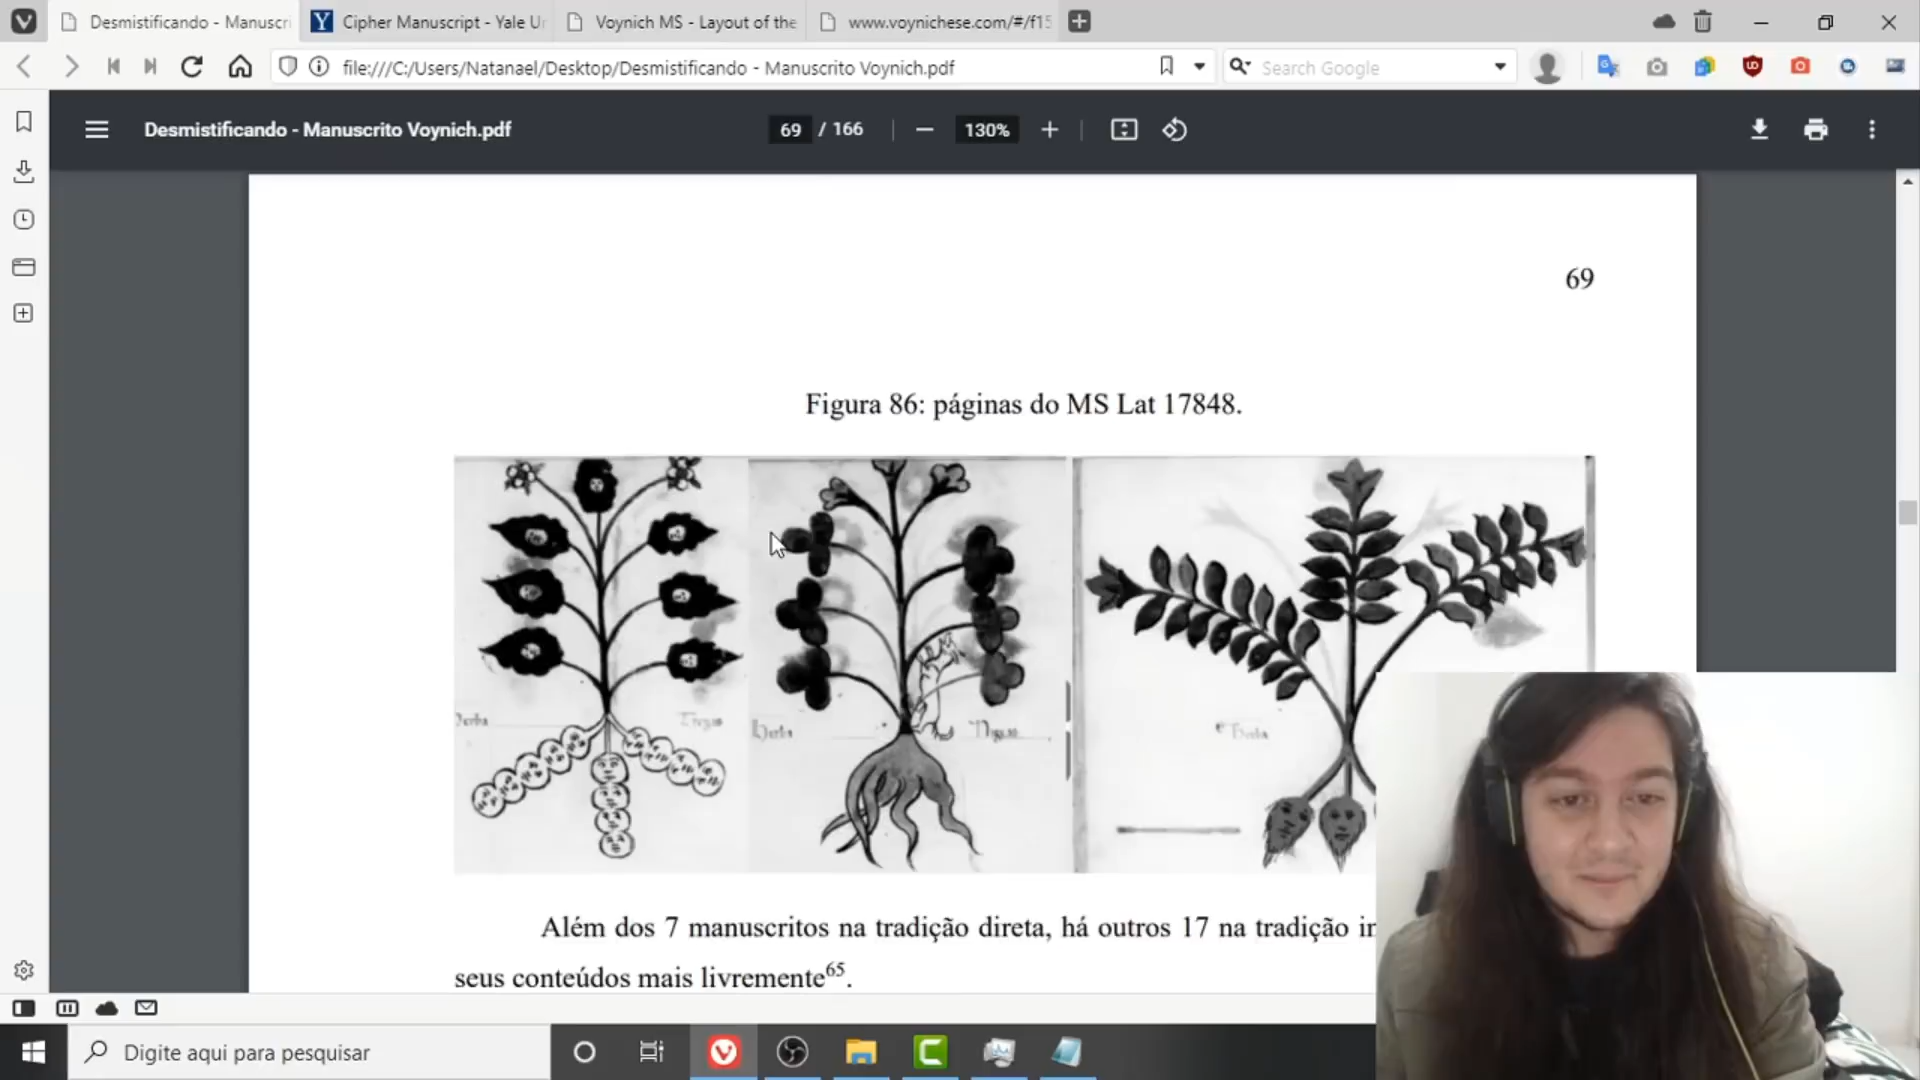 Desmistificando - Manuscri
Cipher Manuscript - Yale Ur
Voynich MS - Layout of the
www.voynichese.com/#/f15
file:///C:/Users/Natanael/Desktop/Desmistificando - Manuscrito Voynich.pdf
Search Google
Desmistificando - Manuscrito Voynich.pdf
69 / 166
130%
69
Figura 86: páginas do MS Lat 17848.
Herba
Além dos 7 manuscritos na tradição direta, há outros 17 na tradição in
seus conteúdos mais livremente65.
Digite aqui para pesquisar